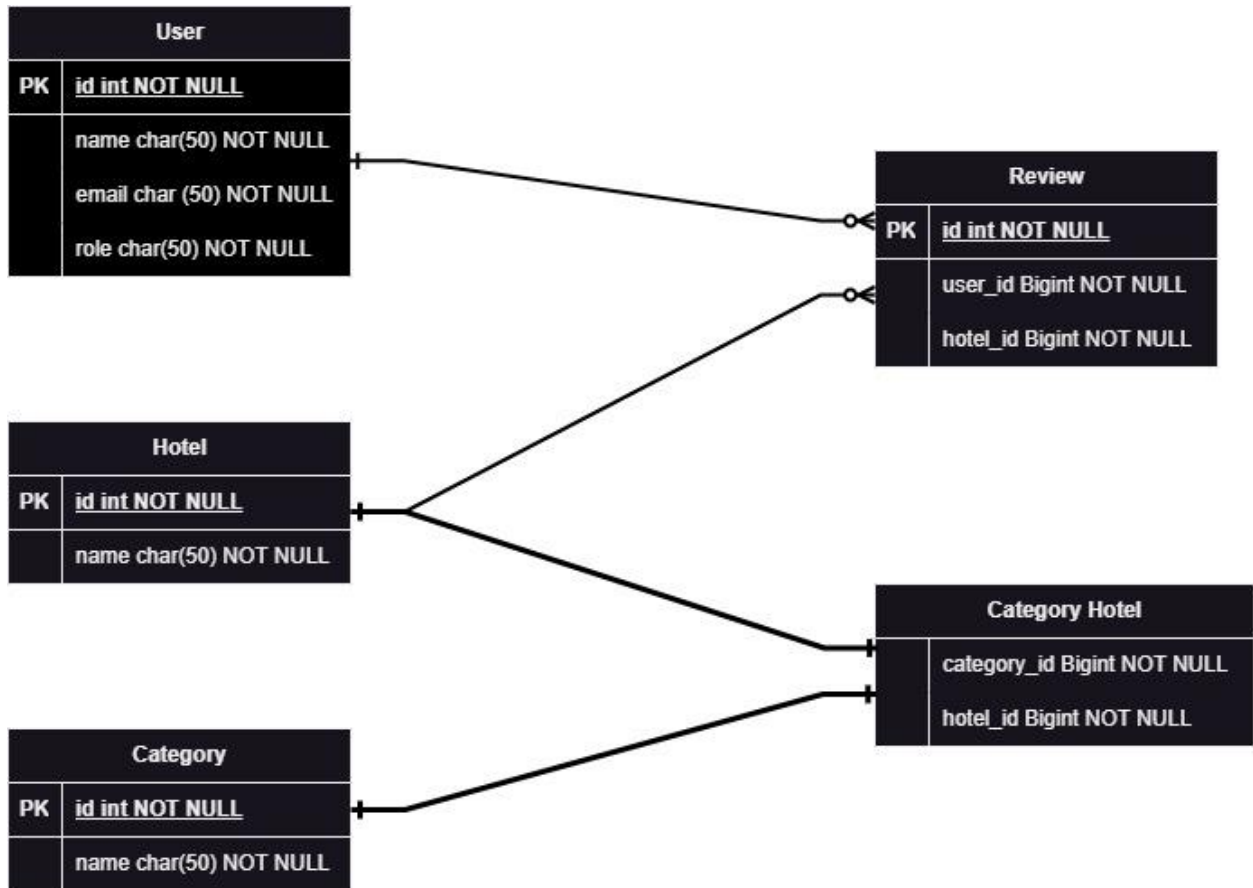 User
PK id int NOT NULL
name char(50) NOT NULL
email char (50) NOT NULL
role char(50) NOT NULL
Review
PK id int NOT NULL
user_id Bigint NOT NULL
hotel_id Bigint NOT NULL
Hotel
PK id int NOT NULL
name char(50) NOT NULL
Category Hotel
category_id Bigint NOT NULL
hotel_id Bigint NOT NULL
Category
PK id int NOT NULL
name char(50) NOT NULL